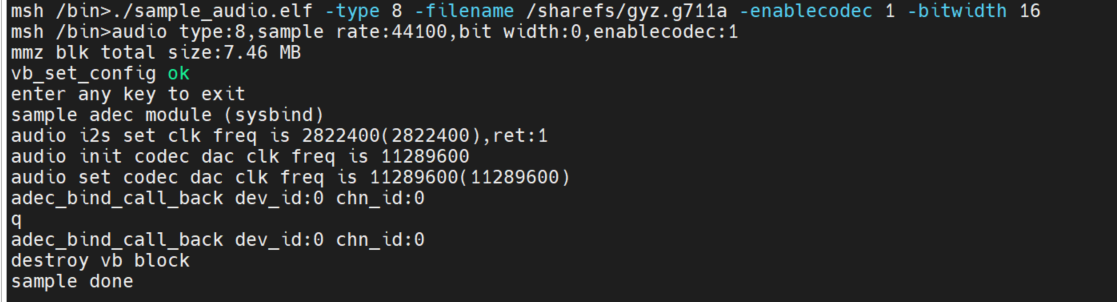 msh /bin>./sample_audio.elf -type 8 -filename /sharefs/gyz.g711a -enablecodec 1 -bitwidth 16
msh /bin>audio type:8,sample rate:44100,bit width:0,enablecodec:1
mmz blk total size:7.46 MB
vb_set_config ok
enter any key to exit
sample adec module (sysbind)
audio i2s set clk freq is 2822400(2822400),ret:1
audio init codec dac clk freq is 11289600
audio set codec dac clk freq is 11289600(11289600)
adec_bind_call_back dev_id:0 chn_id:0
q
adec_bind_call_back dev_id:0 chn_id:0
destroy vb block
sample done